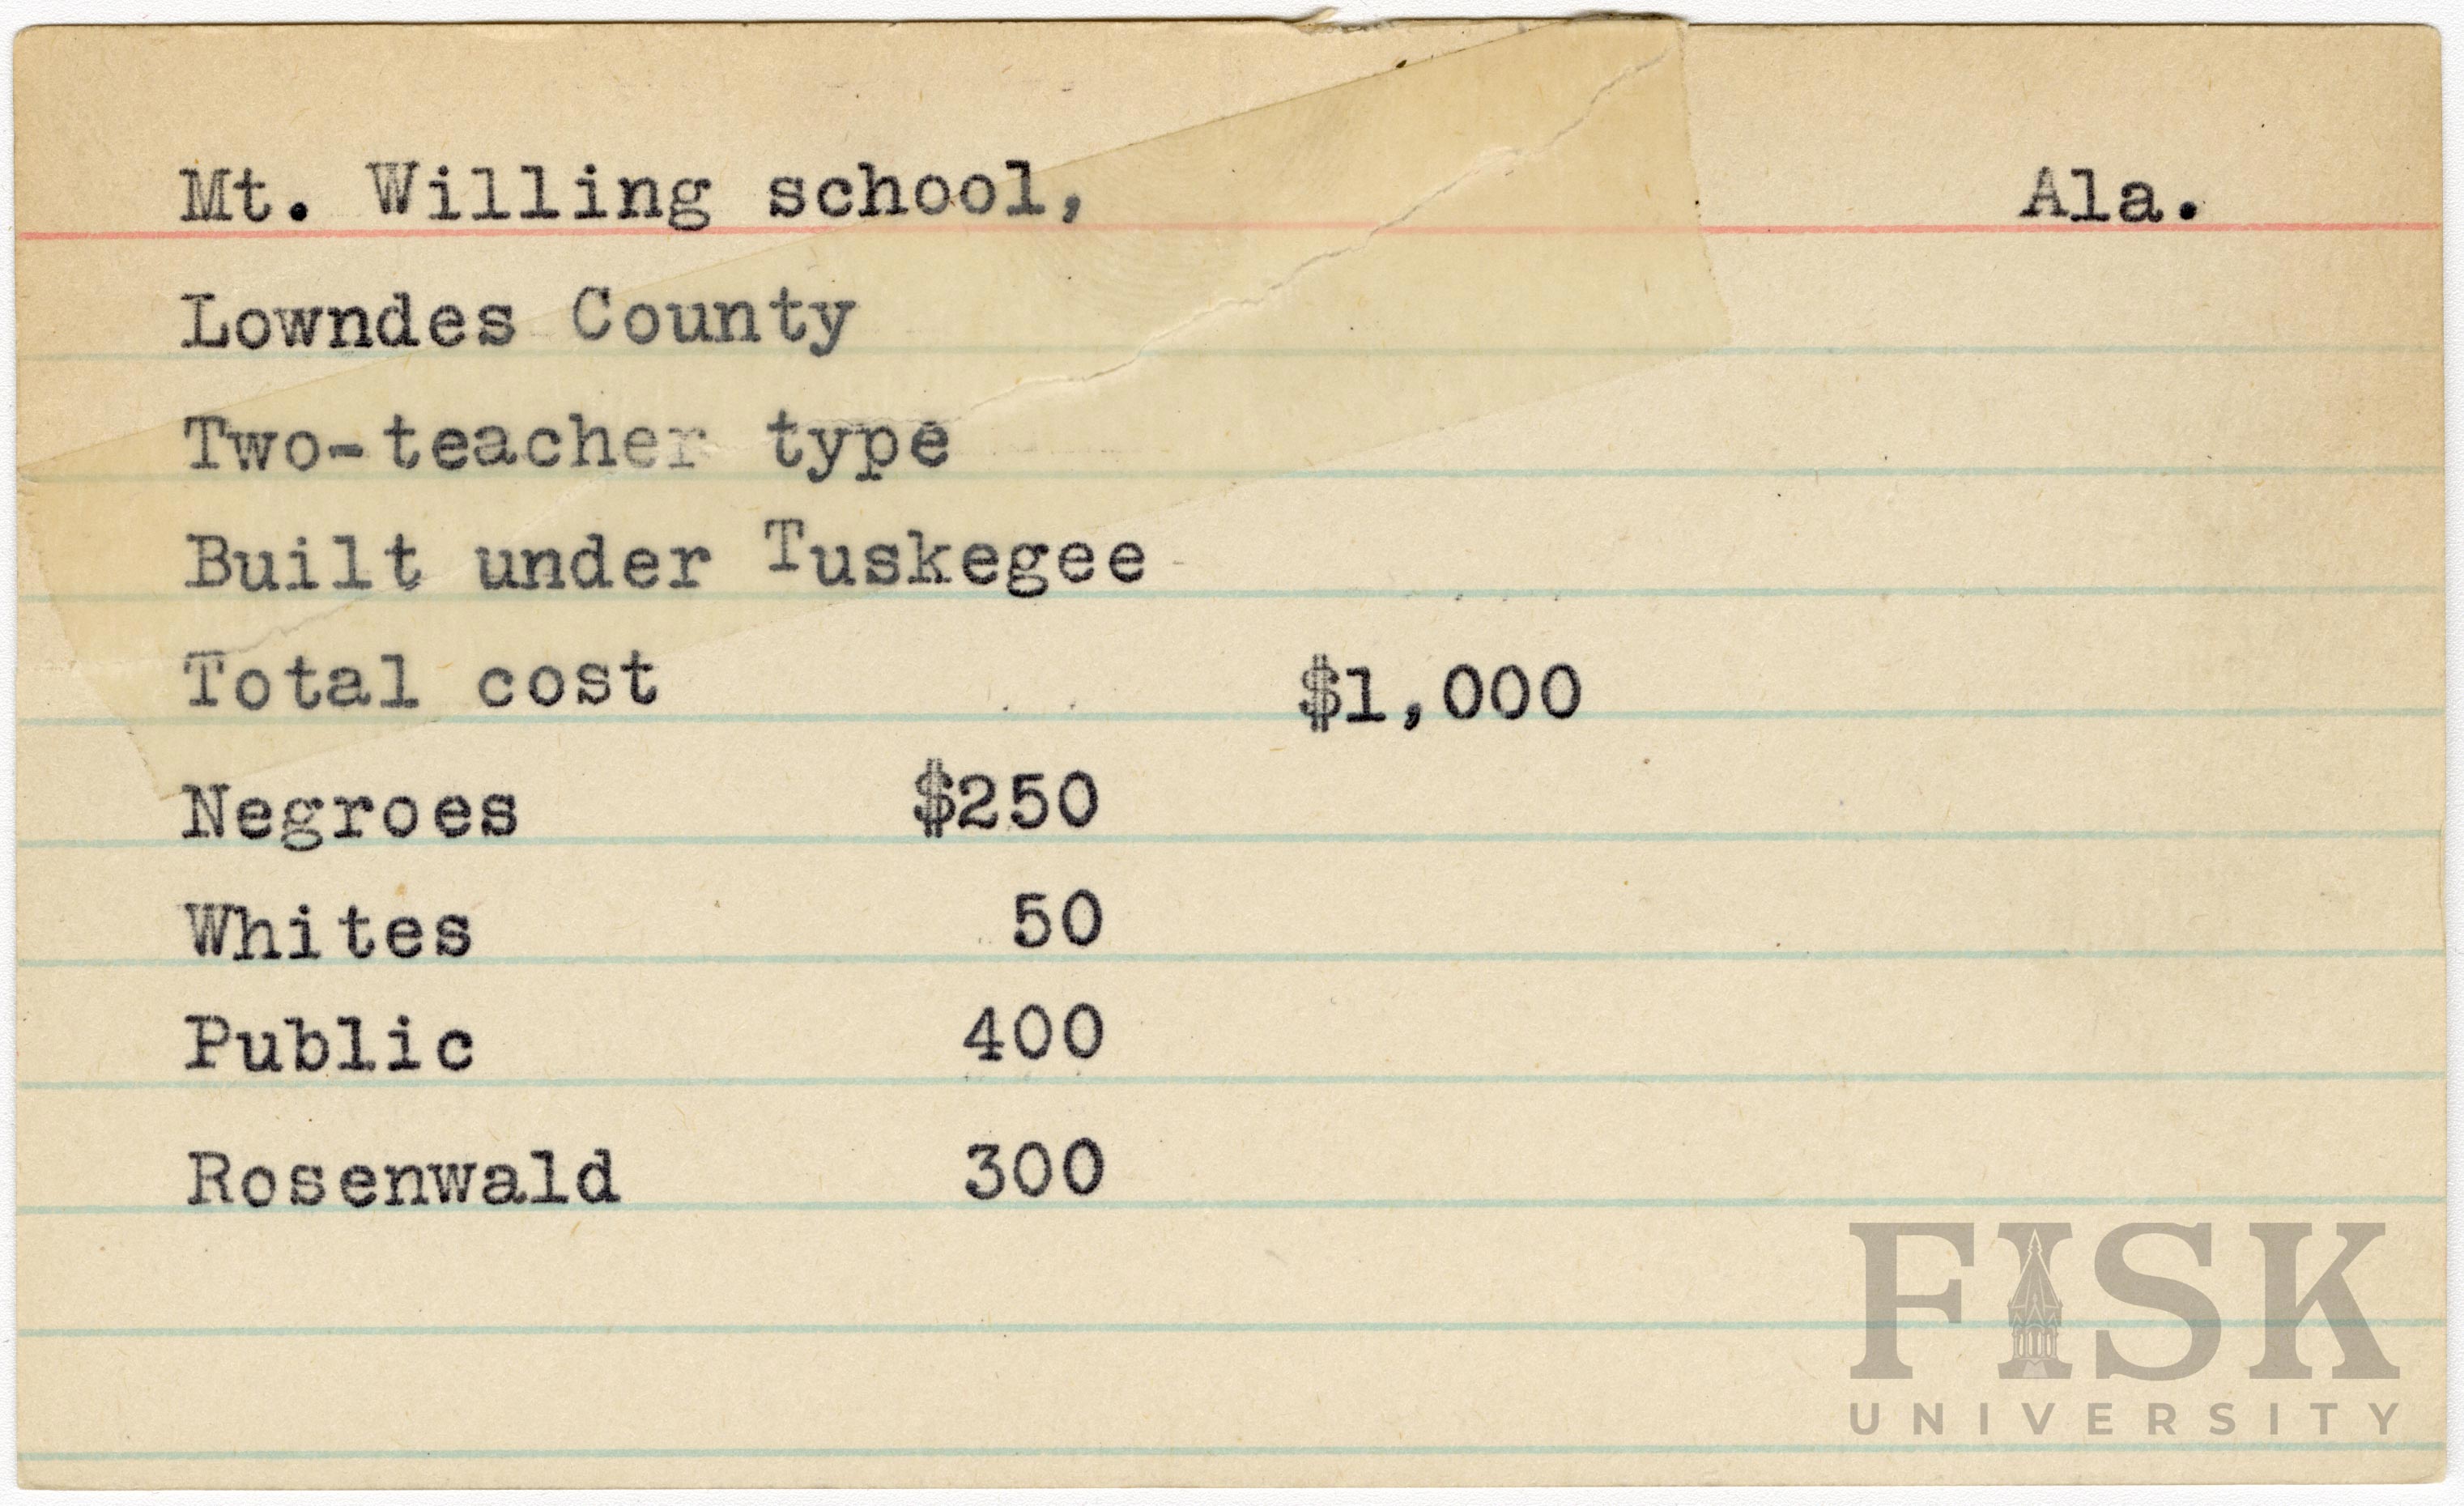 Mt. Willing school, Ala.
Lowndes County
Two-teacher type
Built under Tuskegee
Total cost $1,000
Negroes $250
Whites 50
Public 400
Rosenwald 300
FISK
UNIVERSITY